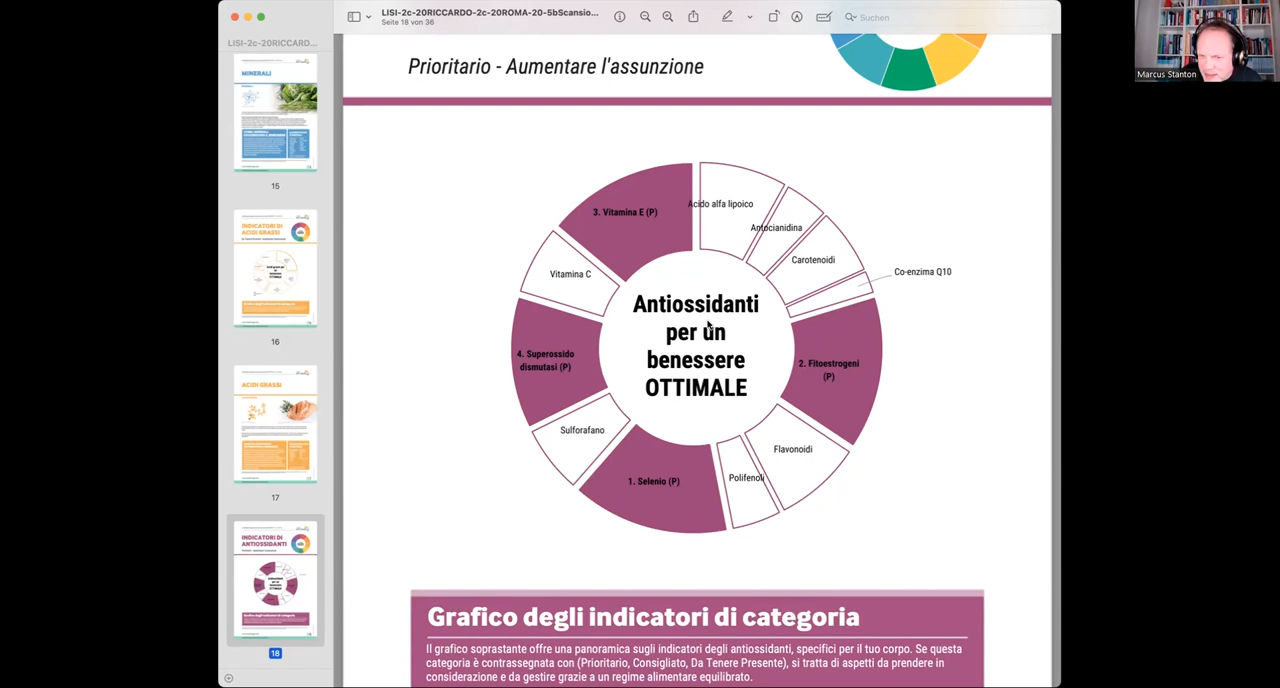 LISI-2c-20RICCARDO-2c-20ROMA-20-5bScansio...
Pagina 18 von 36
Suchen
LISI-2c-20RICCARD...
Marcus Stanton
MINERALI
15
INDICATORI DI
ACIDI GRASSI
16
ACIDI GRASSI
17
INDICATORI DI
ANTIOSSIDANTI
18
Prioritario - Aumentare l'assunzione
Acido alfa lipoico
Antocianidina
Carotenoidi
Co-enzima Q10
2. Fitoestrogeni
(P)
Flavonoidi
Polifenoli
1. Selenio (P)
Sulforafano
4. Superossido
dismutasi (P)
Vitamina C
3. Vitamina E (P)
Antiossidanti
per un
benessere
OTTIMALE
Grafico degli indicatori di categoria
Il grafico soprastante offre una panoramica sugli indicatori degli antiossidanti, specifici per il tuo corpo. Se questa
categoria è contrassegnata con (Prioritario, Consigliato, Da Tenere Presente), si tratta di aspetti da prendere in
considerazione e da gestire grazie a un regime alimentare equilibrato.